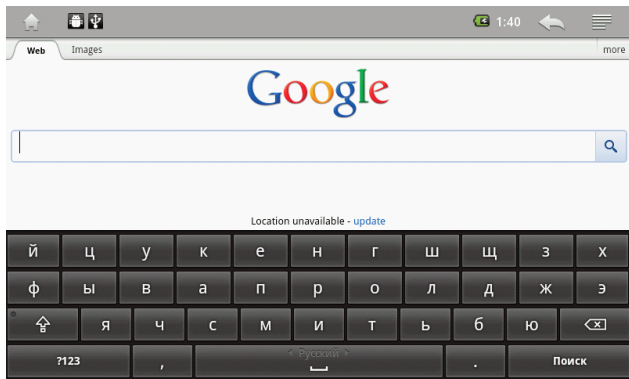 1:40
Web Images more
Google
Location unavailable - update
й ц у к е н г ш щ з х
ф ы в а п р о л д ж э
я ч с м и т ь б ю
?123 , < Русский > . Поиск